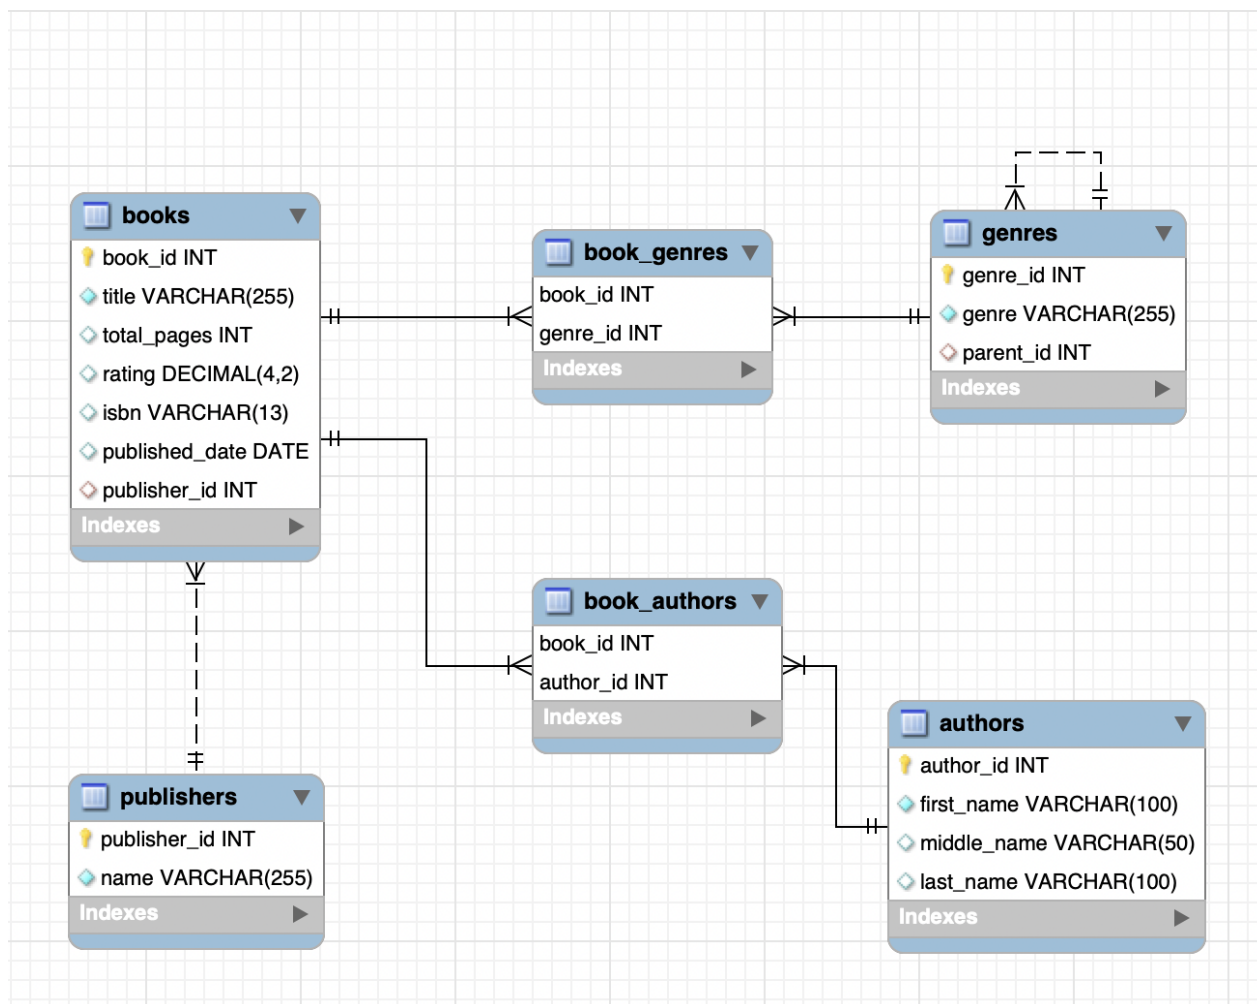 books
book_id INT
title VARCHAR(255)
total_pages INT
rating DECIMAL(4,2)
isbn VARCHAR(13)
published_date DATE
publisher_id INT
Indexes
book_genres
book_id INT
genre_id INT
Indexes
genres
genre_id INT
genre VARCHAR(255)
parent_id INT
Indexes
book_authors
book_id INT
author_id INT
Indexes
publishers
publisher_id INT
name VARCHAR(255)
Indexes
authors
author_id INT
first_name VARCHAR(100)
middle_name VARCHAR(50)
last_name VARCHAR(100)
Indexes